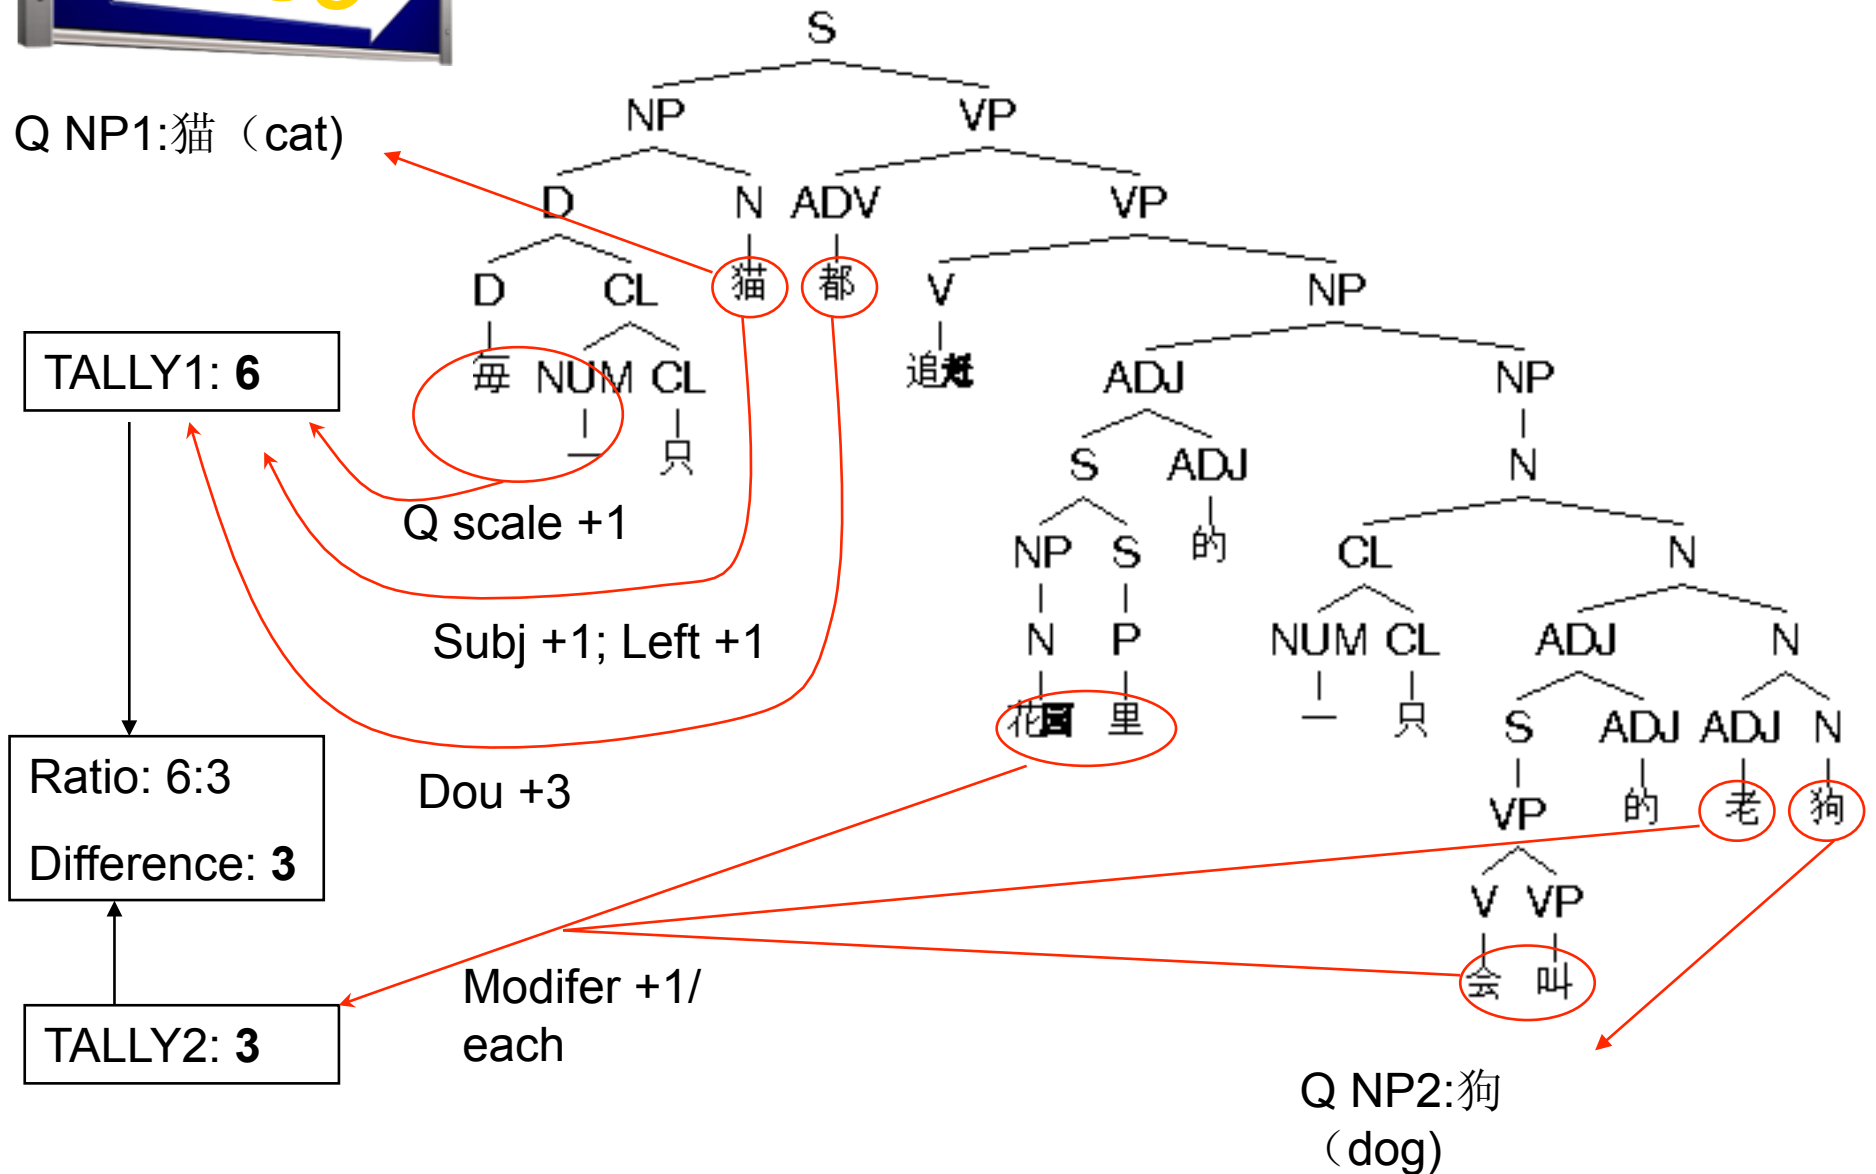 S
NP VP
Q NP1:猫（cat)
D N ADV VP
D CL 猫 都 V NP
TALLY1: 6
每 NUM CL 追 ADJ NP
一 只 S ADJ N
Q scale +1
NP S 的 CL N
Subj +1; Left +1
N P NUM CL ADJ N
花 里 一 只 S ADJ ADJ N
Ratio: 6:3
Dou +3
VP 的 老 狗
Difference: 3
V VP
会 叫
Modifer +1/
each
TALLY2: 3
Q NP2:狗
（dog)